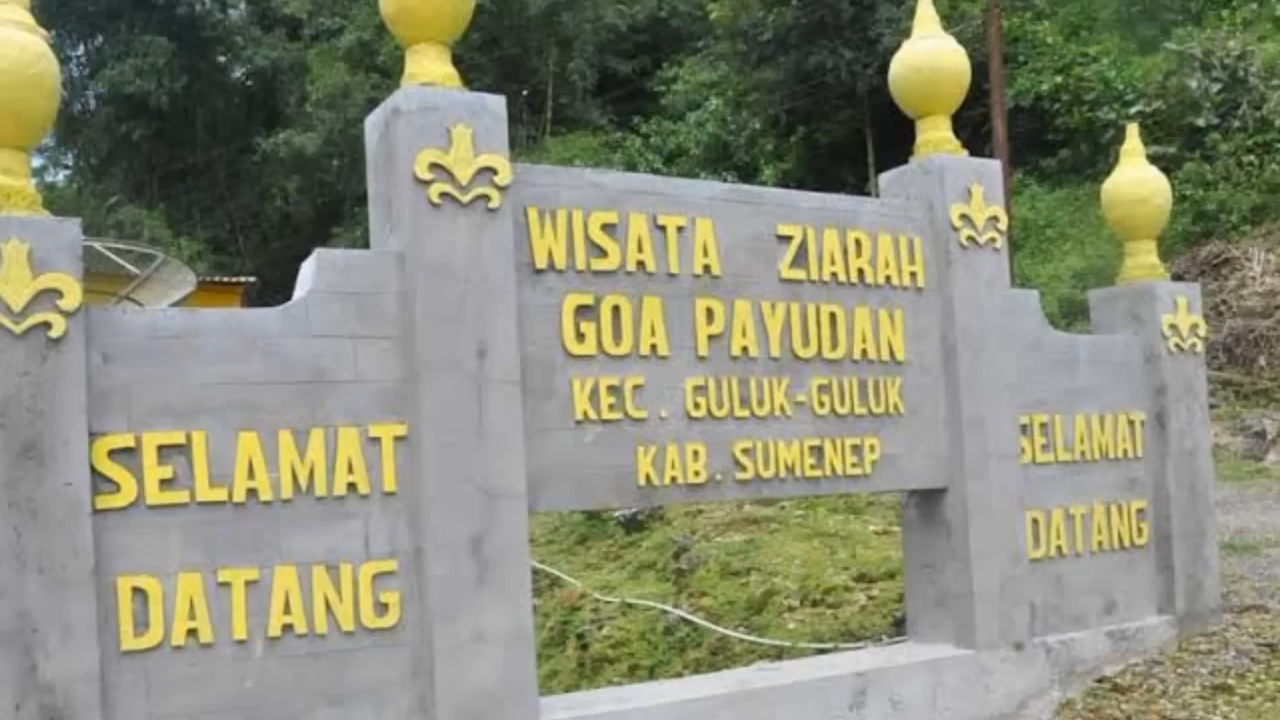 SELAMAT
DATANG
WISATA ZIARAH
GOA PAYUDAN
KEC. GULUK-GULUK
KAB. SUMENEP
SELAMAT
DATANG